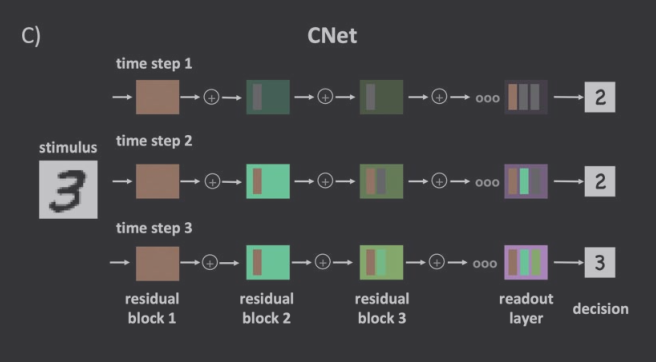 C)
CNet
time step 1
2
time step 2
stimulus
3
2
time step 3
3
residual block 1
residual block 2
residual block 3
readout layer
decision